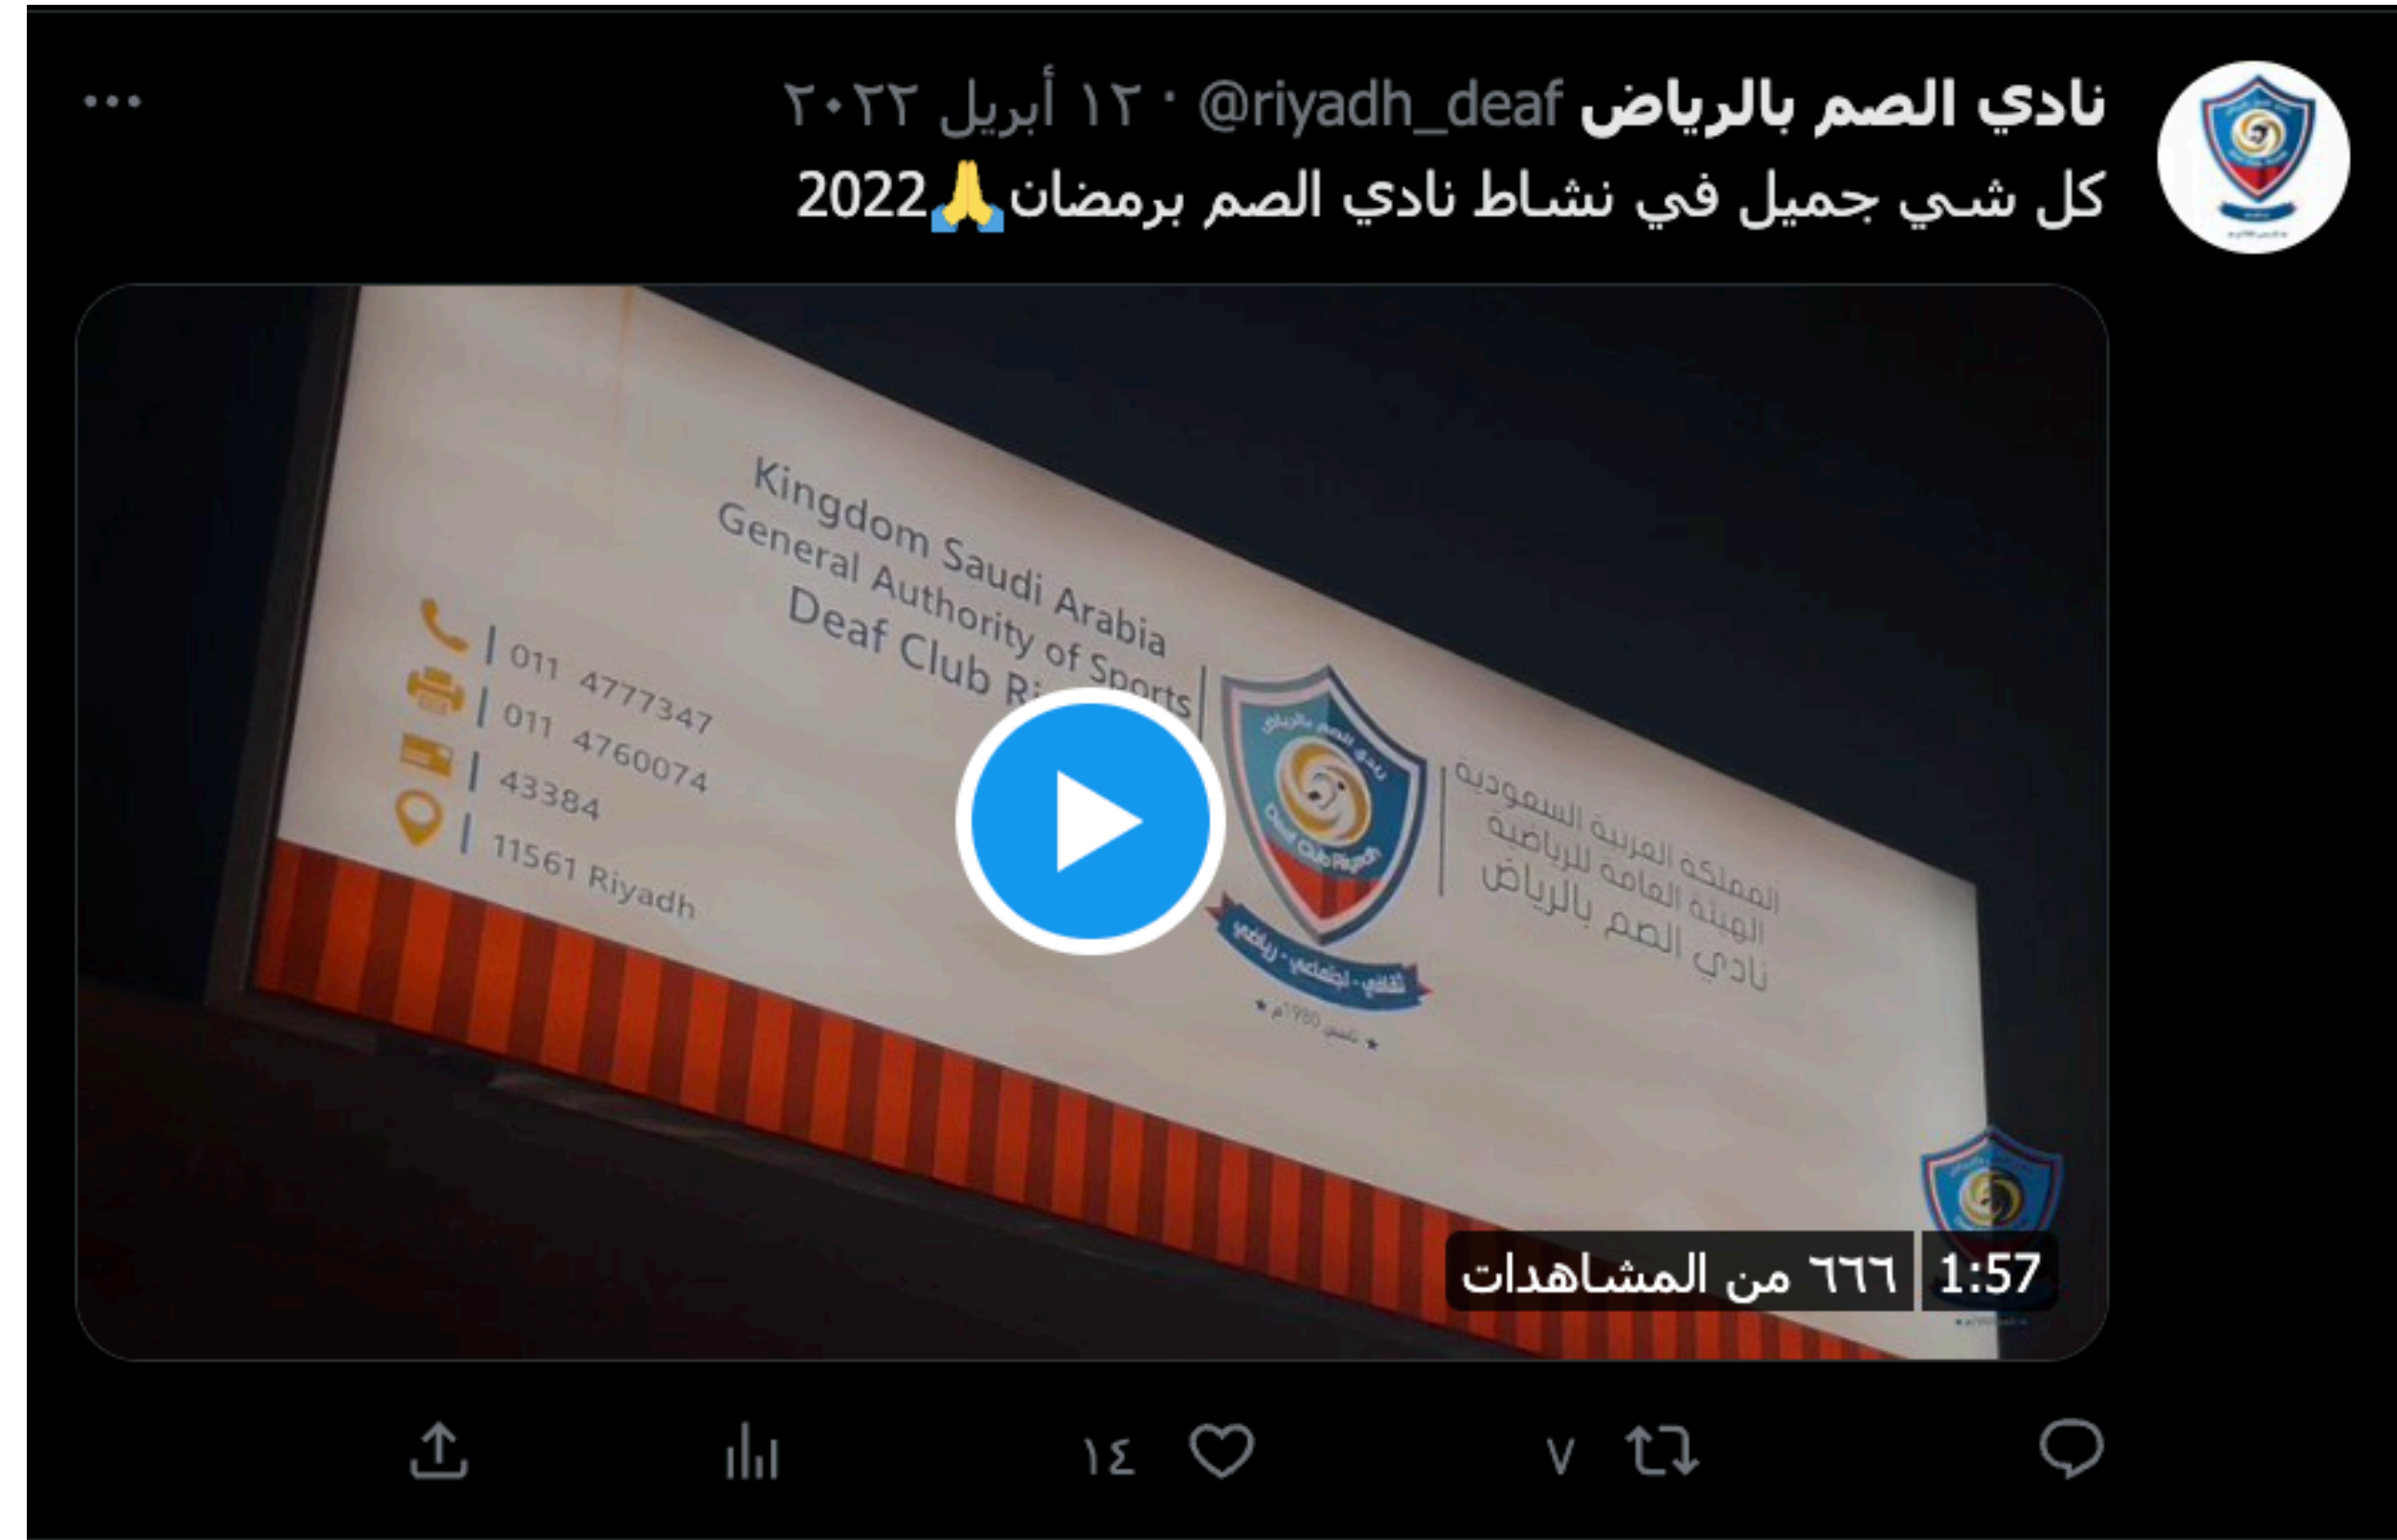 نادي الصم بالرياض @riyadh_deaf · ١٢ أبريل ٢٠٢٢
كل شي جميل في نشاط نادي الصم برمضان🙏2022
Kingdom Saudi Arabia
General Authority of Sports
Deaf Club
011 4777347
011 4760074
43384
11561 Riyadh
نادي الصم بالرياض
Deaf Club Riyadh
ثقافي - اجتماعي - رياضي
★ تأسس 1980م ★
المملكة العربية السعودية
الهيئة العامة للرياضية
نادي الصم بالرياض
1:57
٦٦٦ من المشاهدات
٧
١٤